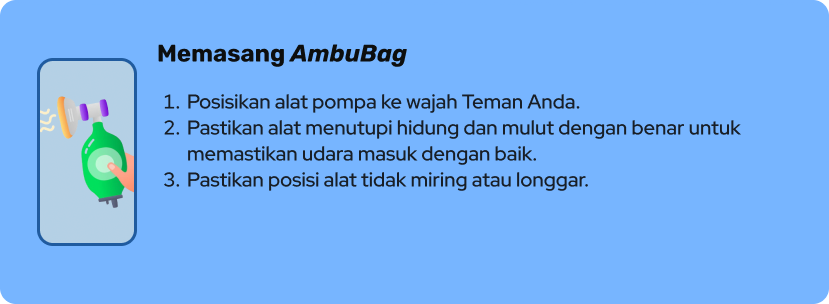 Memasang AmbuBag
1. Posisikan alat pompa ke wajah Teman Anda.
2. Pastikan alat menutupi hidung dan mulut dengan benar untuk
memastikan udara masuk dengan baik.
3. Pastikan posisi alat tidak miring atau longgar.